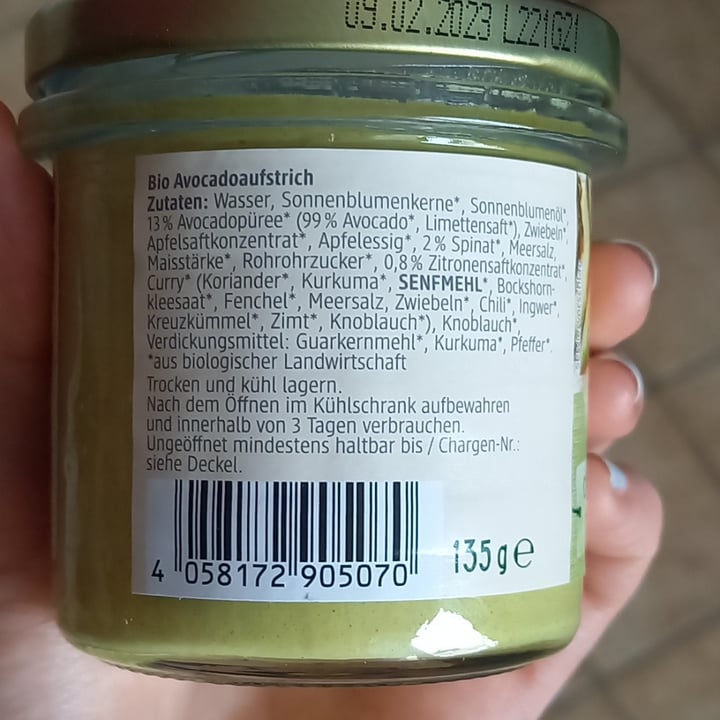 09.02.2023 L221G21
Bio Avocadoaufstrich
Zutaten: Wasser, Sonnenblumenkerne*, Sonnenblumenöl*,
13 % Avocadopüree* (99 % Avocado*, Limettensaft*), Zwiebeln*,
Apfelsaftkonzentrat*, Apfelessig*, 2 % Spinat*, Meersalz,
Maisstärke*, Rohrohrzucker*, 0,8 % Zitronensaftkonzentrat*,
Curry* (Koriander*, Kurkuma*, SENFMEHL*, Bockshorn-
kleesaat*, Fenchel*, Meersalz, Zwiebeln*, Chili*, Ingwer*,
Kreuzkümmel*, Zimt*, Knoblauch*), Knoblauch*,
Verdickungsmittel: Guarkernmehl*, Kurkuma*, Pfeffer*.
*aus biologischer Landwirtschaft
Trocken und kühl lagern.
Nach dem Öffnen im Kühlschrank aufbewahren
und innerhalb von 3 Tagen verbrauchen.
Ungeöffnet mindestens haltbar bis / Chargen-Nr.:
siehe Deckel.
4 058172 905070
135 g e